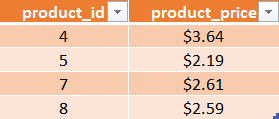 product_id product_price
4 $3.64
5 $2.19
7 $2.61
8 $2.59